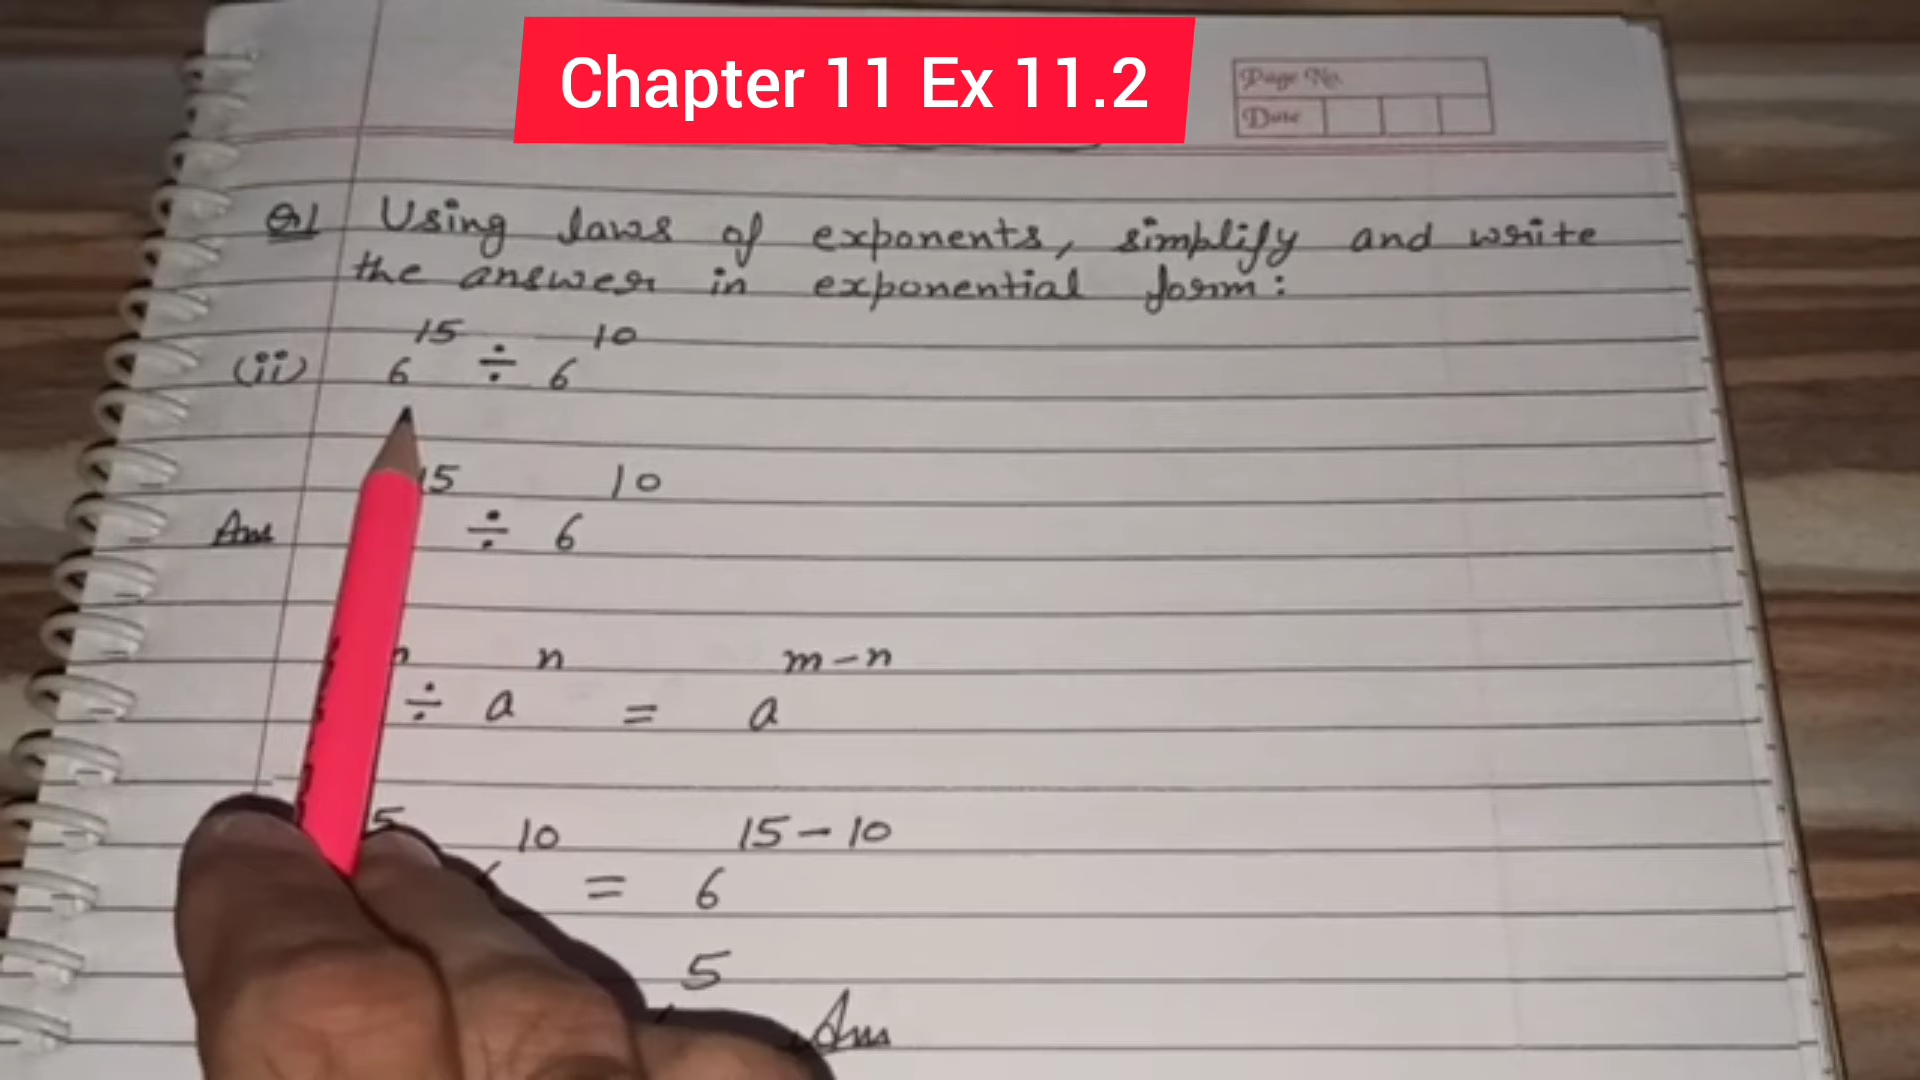 Chapter 11 Ex 11.2
Page No.
Date
Q1 Using laws of exponents, simplify and write
the answer in exponential form:
(ii) 6^15 ÷ 6^10
Ans 15 ÷ 6^10
÷ a^n = a^m-n
10 = 6^15-10
5 Ans